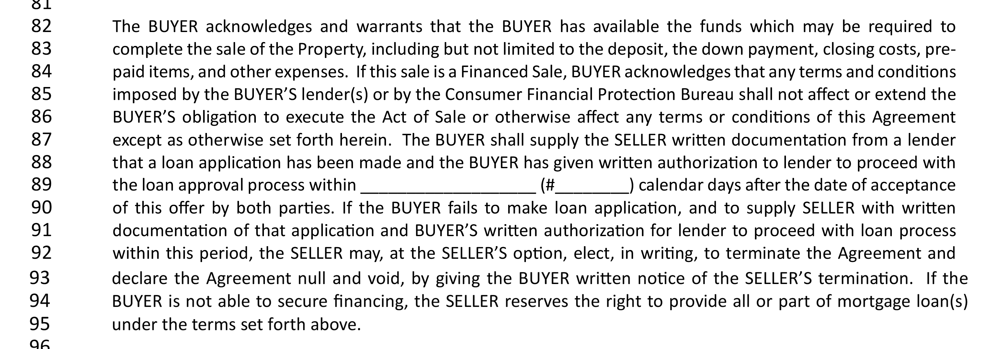 81
82 The BUYER acknowledges and warrants that the BUYER has available the funds which may be required to
83 complete the sale of the Property, including but not limited to the deposit, the down payment, closing costs, pre-
84 paid items, and other expenses.  If this sale is a Financed Sale, BUYER acknowledges that any terms and conditions
85 imposed by the BUYER’S lender(s) or by the Consumer Financial Protection Bureau shall not affect or extend the
86 BUYER’S obligation to execute the Act of Sale or otherwise affect any terms or conditions of this Agreement
87 except as otherwise set forth herein.  The BUYER shall supply the SELLER written documentation from a lender
88 that a loan application has been made and the BUYER has given written authorization to lender to proceed with
89 the loan approval process within ___________________ (#________) calendar days after the date of acceptance
90 of this offer by both parties. If the BUYER fails to make loan application, and to supply SELLER with written
91 documentation of that application and BUYER’S written authorization for lender to proceed with loan process
92 within this period, the SELLER may, at the SELLER’S option, elect, in writing, to terminate the Agreement and
93 declare the Agreement null and void, by giving the BUYER written notice of the SELLER’S termination.  If the
94 BUYER is not able to secure financing, the SELLER reserves the right to provide all or part of mortgage loan(s)
95 under the terms set forth above.
96